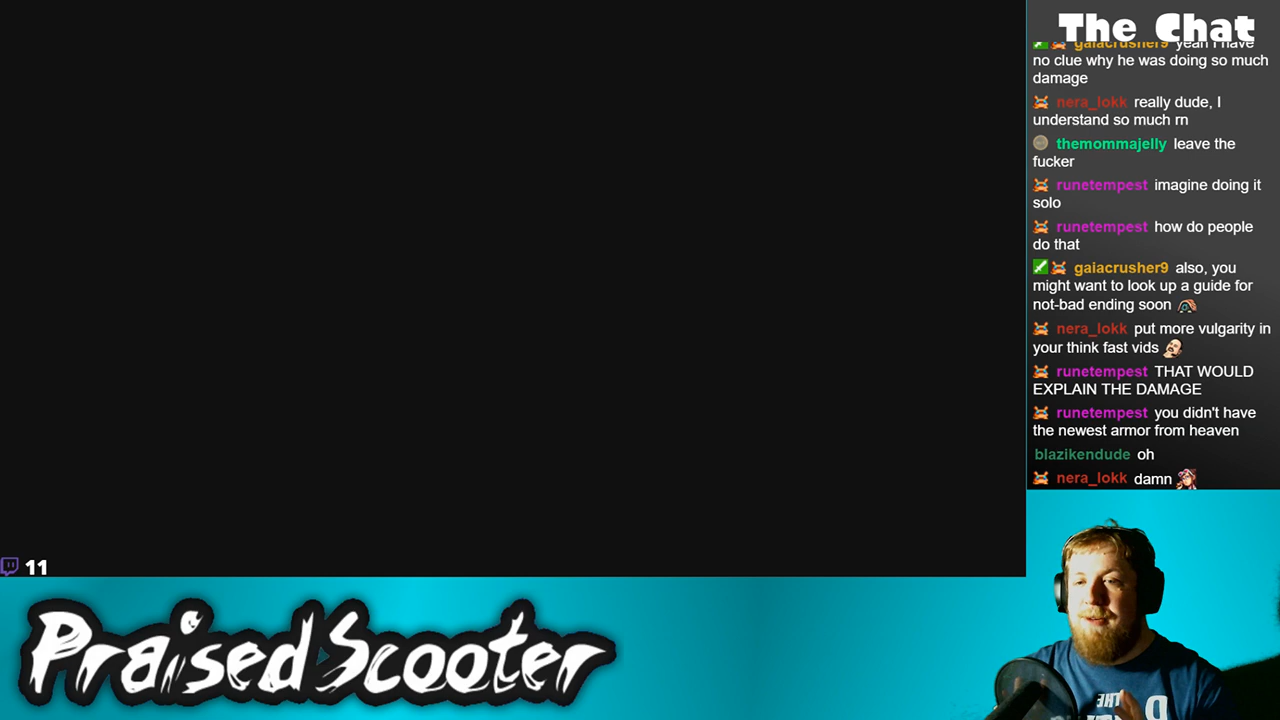 The Chat
gaiacrusher9 yeah I have
no clue why he was doing so much
damage
nera_lokk really dude, I
understand so much rn
themommajelly leave the
fucker
runetempest imagine doing it
solo
runetempest how do people
do that
gaiacrusher9 also, you
might want to look up a guide for
not-bad ending soon
nera_lokk put more vulgarity in
your think fast vids
runetempest THAT WOULD
EXPLAIN THE DAMAGE
runetempest you didn't have
the newest armor from heaven
blazikendude oh
nera_lokk damn
11
PraisedScooter
THE